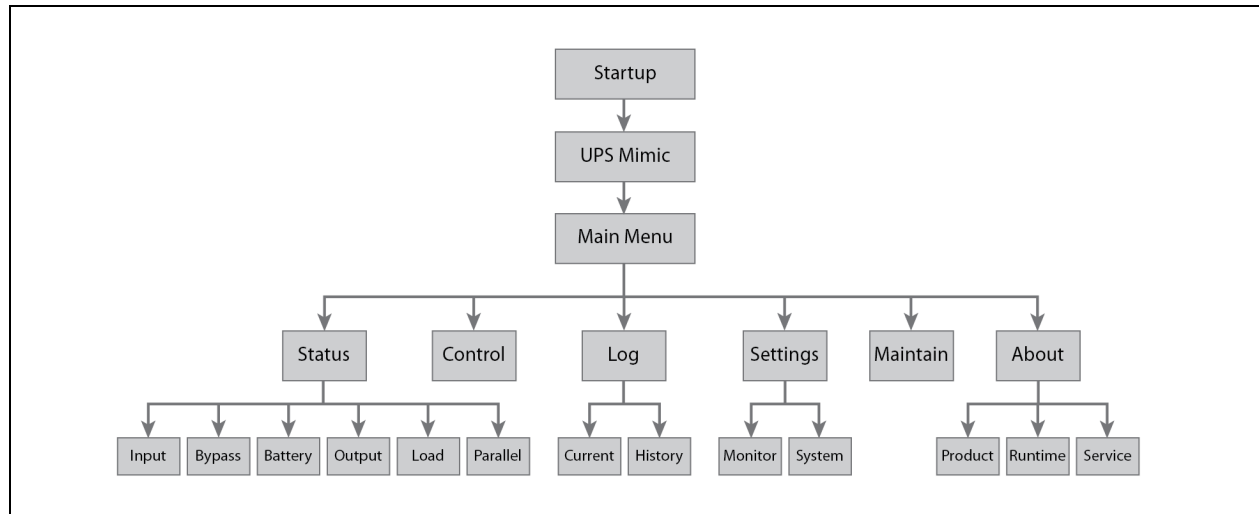 Startup
UPS Mimic
Main Menu
Status
Control
Log
Settings
Maintain
About
Input
Bypass
Battery
Output
Load
Parallel
Current
History
Monitor
System
Product
Runtime
Service